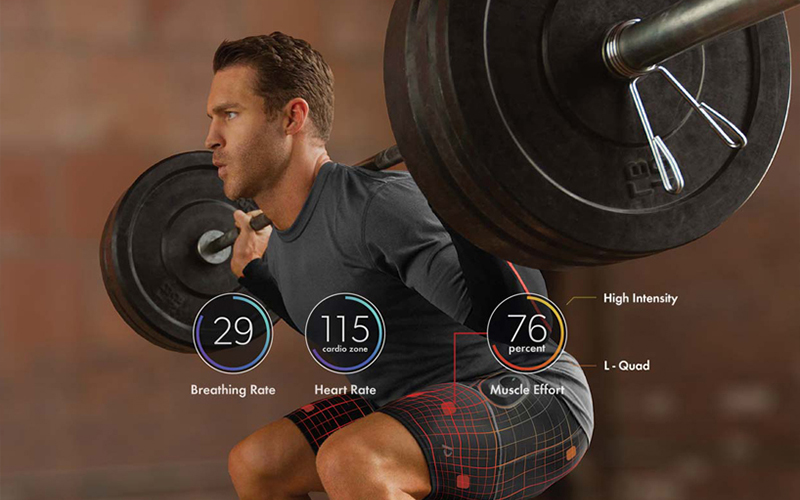 High Intensity
29
115
cardio zone
76
percent
L - Quad
Breathing Rate
Heart Rate
Muscle Effort